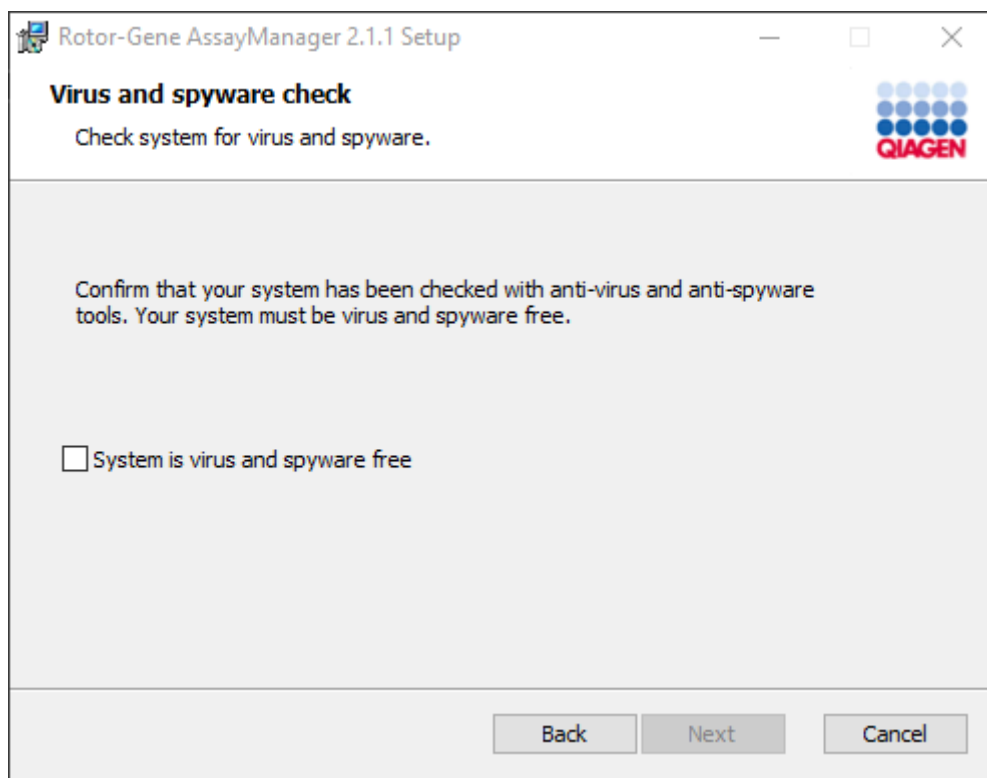 Rotor-Gene AssayManager 2.1.1 Setup
Virus and spyware check
Check system for virus and spyware.
QIAGEN
Confirm that your system has been checked with anti-virus and anti-spyware
tools. Your system must be virus and spyware free.
System is virus and spyware free
Back Next Cancel